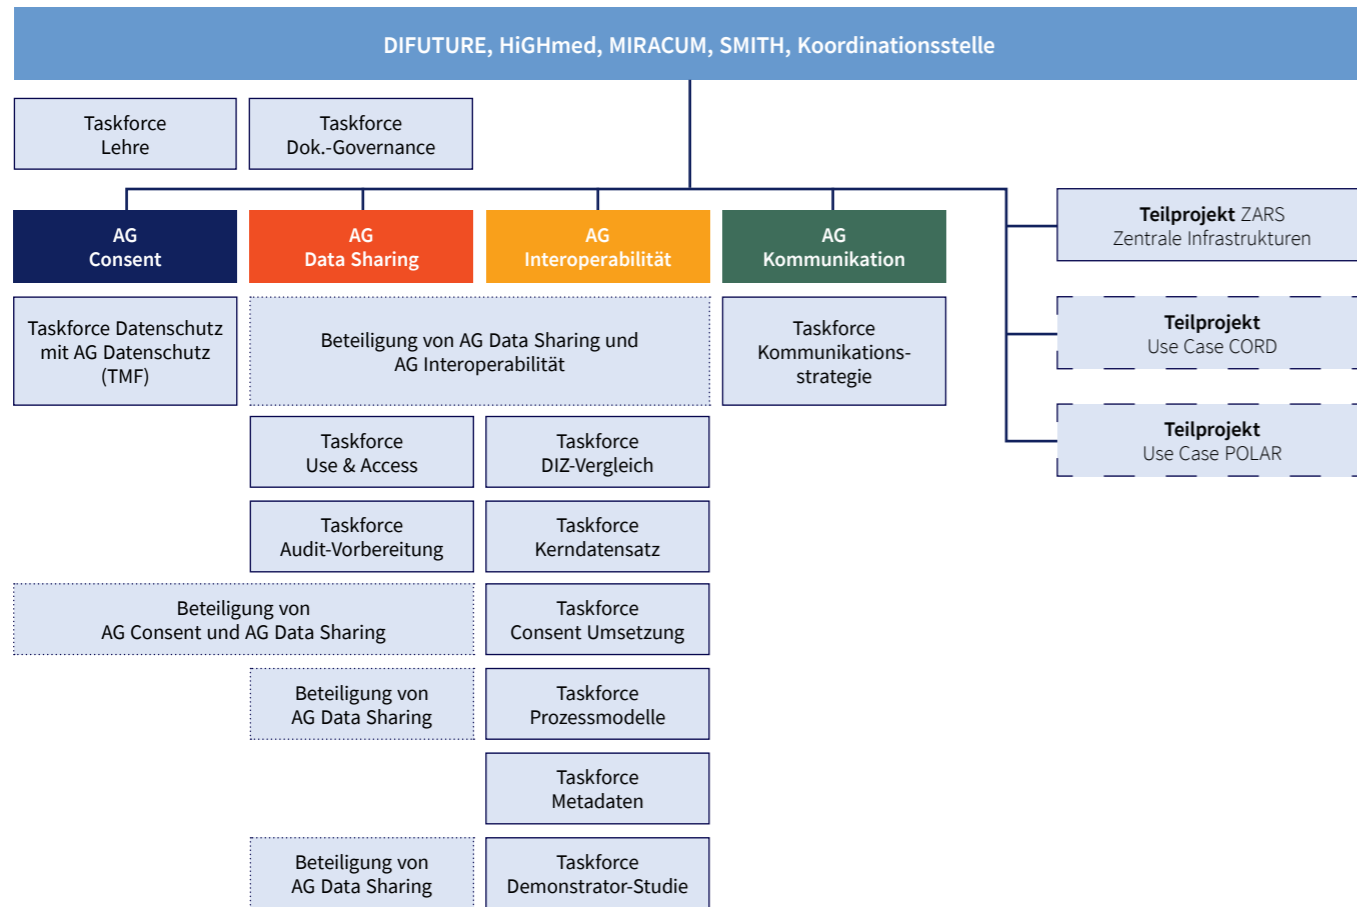 DIFUTURE, HiGHmed, MIRACUM, SMITH, Koordinationsstelle
Taskforce
Lehre
Taskforce
Dok.-Governance
AG
Consent
AG
Data Sharing
AG
Interoperabilität
AG
Kommunikation
Teilprojekt ZARS
Zentrale Infrastrukturen
Teilprojekt
Use Case CORD
Teilprojekt
Use Case POLAR
Taskforce Datenschutz
mit AG Datenschutz
(TMF)
Beteiligung von AG Data Sharing und
AG Interoperabilität
Taskforce
Kommunikations-
strategie
Taskforce
Use & Access
Taskforce
DIZ-Vergleich
Taskforce
Audit-Vorbereitung
Taskforce
Kerndatensatz
Beteiligung von
AG Consent und AG Data Sharing
Taskforce
Consent Umsetzung
Beteiligung von
AG Data Sharing
Taskforce
Prozessmodelle
Taskforce
Metadaten
Beteiligung von
AG Data Sharing
Taskforce
Demonstrator-Studie